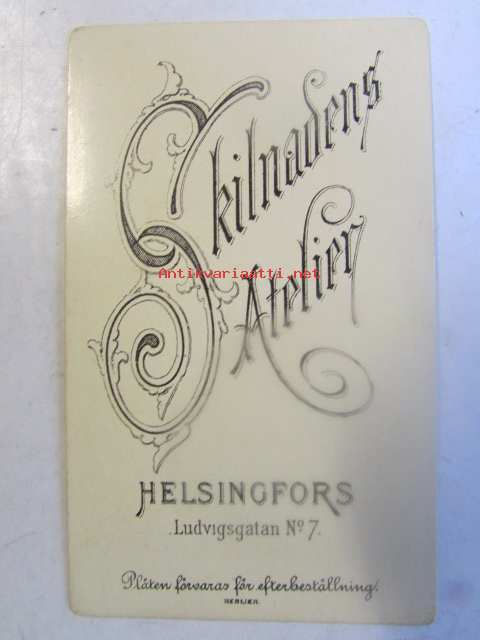 Skilnadens
Atelier
Antikvariaatti.net
HELSINGFORS
Ludvigsgatan Nº 7.
Plåten förvaras för efterbeställning.